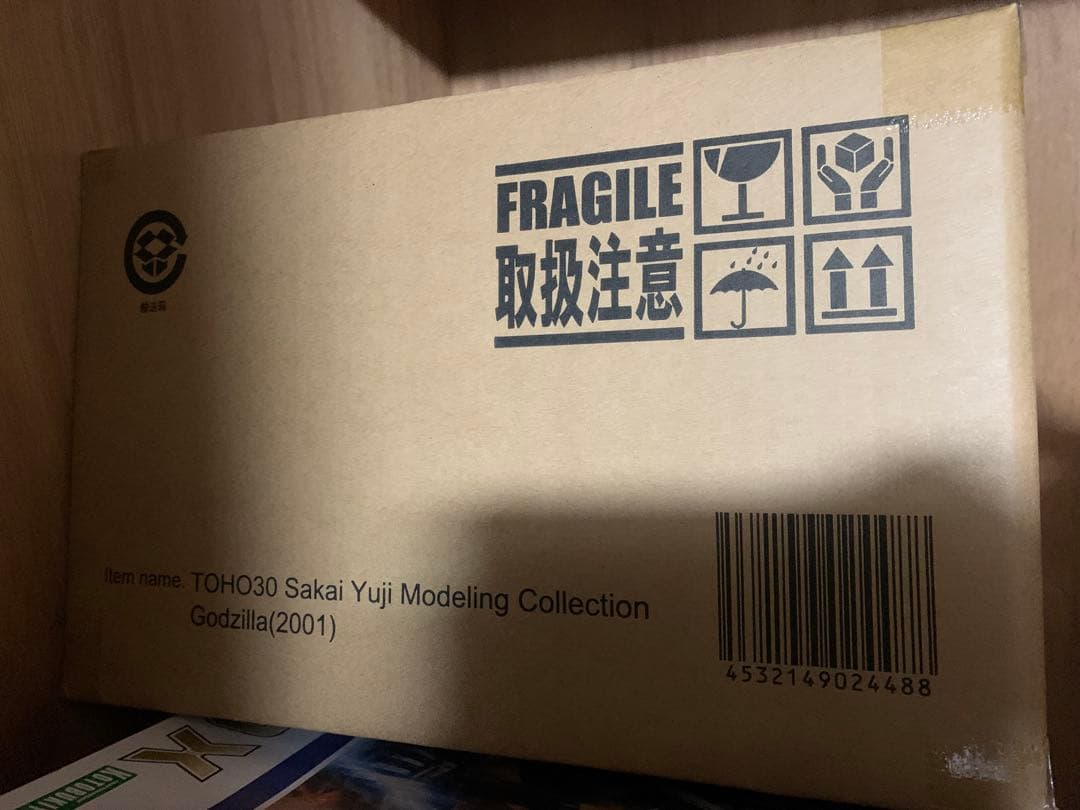 FRAGILE
取扱注意
Item name. TOHO30 Sakai Yuji Modeling Collection
Godzilla(2001)
4532149024488
X